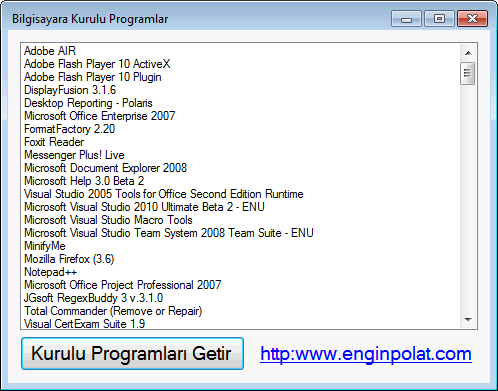 Bilgisayara Kurulu Programlar
Adobe AIR
Adobe Flash Player 10 ActiveX
Adobe Flash Player 10 Plugin
DisplayFusion 3.1.6
Desktop Reporting - Polaris
Microsoft Office Enterprise 2007
FormatFactory 2.20
Foxit Reader
Messenger Plus! Live
Microsoft Document Explorer 2008
Microsoft Help 3.0 Beta 2
Visual Studio 2005 Tools for Office Second Edition Runtime
Microsoft Visual Studio 2010 Ultimate Beta 2 - ENU
Microsoft Visual Studio Macro Tools
Microsoft Visual Studio Team System 2008 Team Suite - ENU
MinifyMe
Mozilla Firefox (3.6)
Notepad++
Microsoft Office Project Professional 2007
JGsoft RegexBuddy 3 v.3.1.0
Total Commander (Remove or Repair)
Visual CertExam Suite 1.9
Kurulu Programları Getir http:www.enginpolat.com